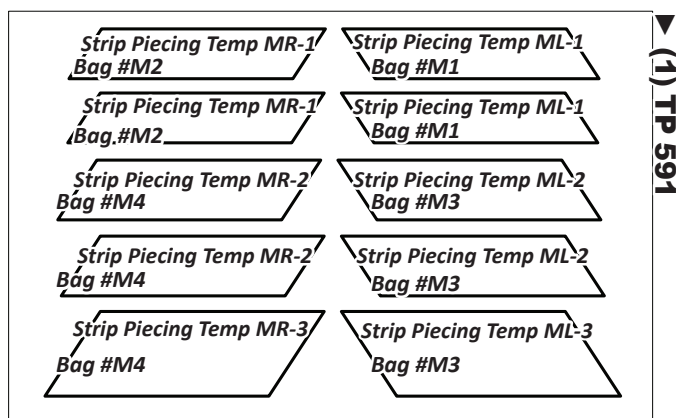 Strip Piecing Temp MR-1
Bag #M2
Strip Piecing Temp ML-1
Bag #M1
Strip Piecing Temp MR-1
Bag.#M2
Strip Piecing Temp ML-1
Bag #M1
Strip Piecing Temp MR-2
Bag #M4
Strip Piecing Temp ML-2
Bag #M3
Strip Piecing Temp MR-2
Bag #M4
Strip Piecing Temp ML-2
Bag #M3
Strip Piecing Temp MR-3
Bag #M4
Strip Piecing Temp ML-3
Bag #M3
▼ (1) TP 591